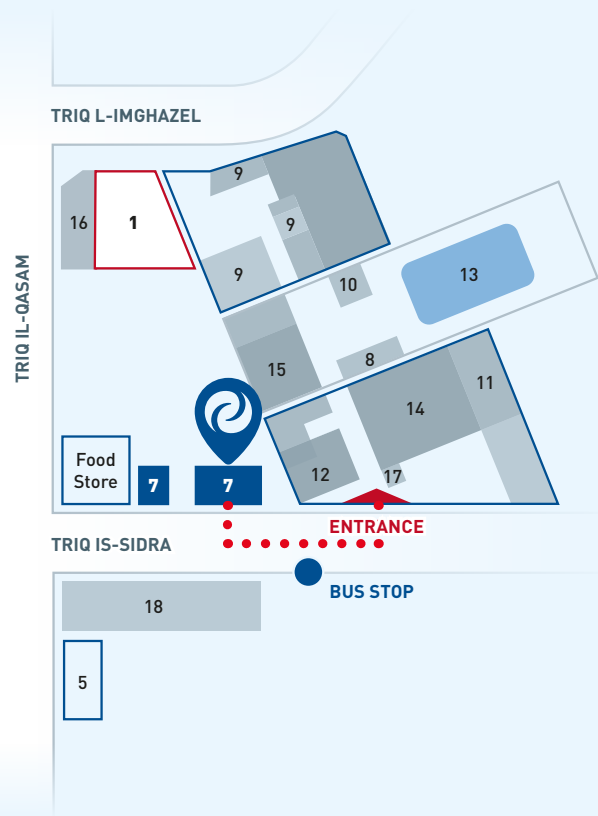 TRIQ L-IMGHAZEL
9
16
1
9
9
10
13
TRIQ IL-QASAM
8
15
11
14
Food
Store
7
7
12
17
ENTRANCE
TRIQ IS-SIDRA
BUS STOP
18
5